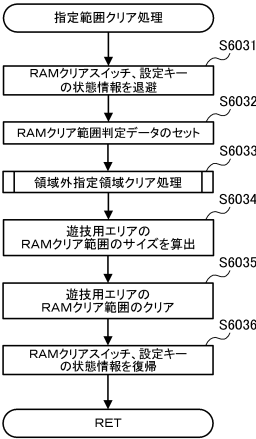 指定範囲クリア処理
S6031
RAMクリアスイッチ、設定キー
の状態情報を退避
S6032
RAMクリア範囲判定データのセット
S6033
領域外指定領域クリア処理
S6034
遊技用エリアの
RAMクリア範囲のサイズを算出
S6035
遊技用エリアの
RAMクリア範囲のクリア
S6036
RAMクリアスイッチ、設定キー
の状態情報を復帰
RET